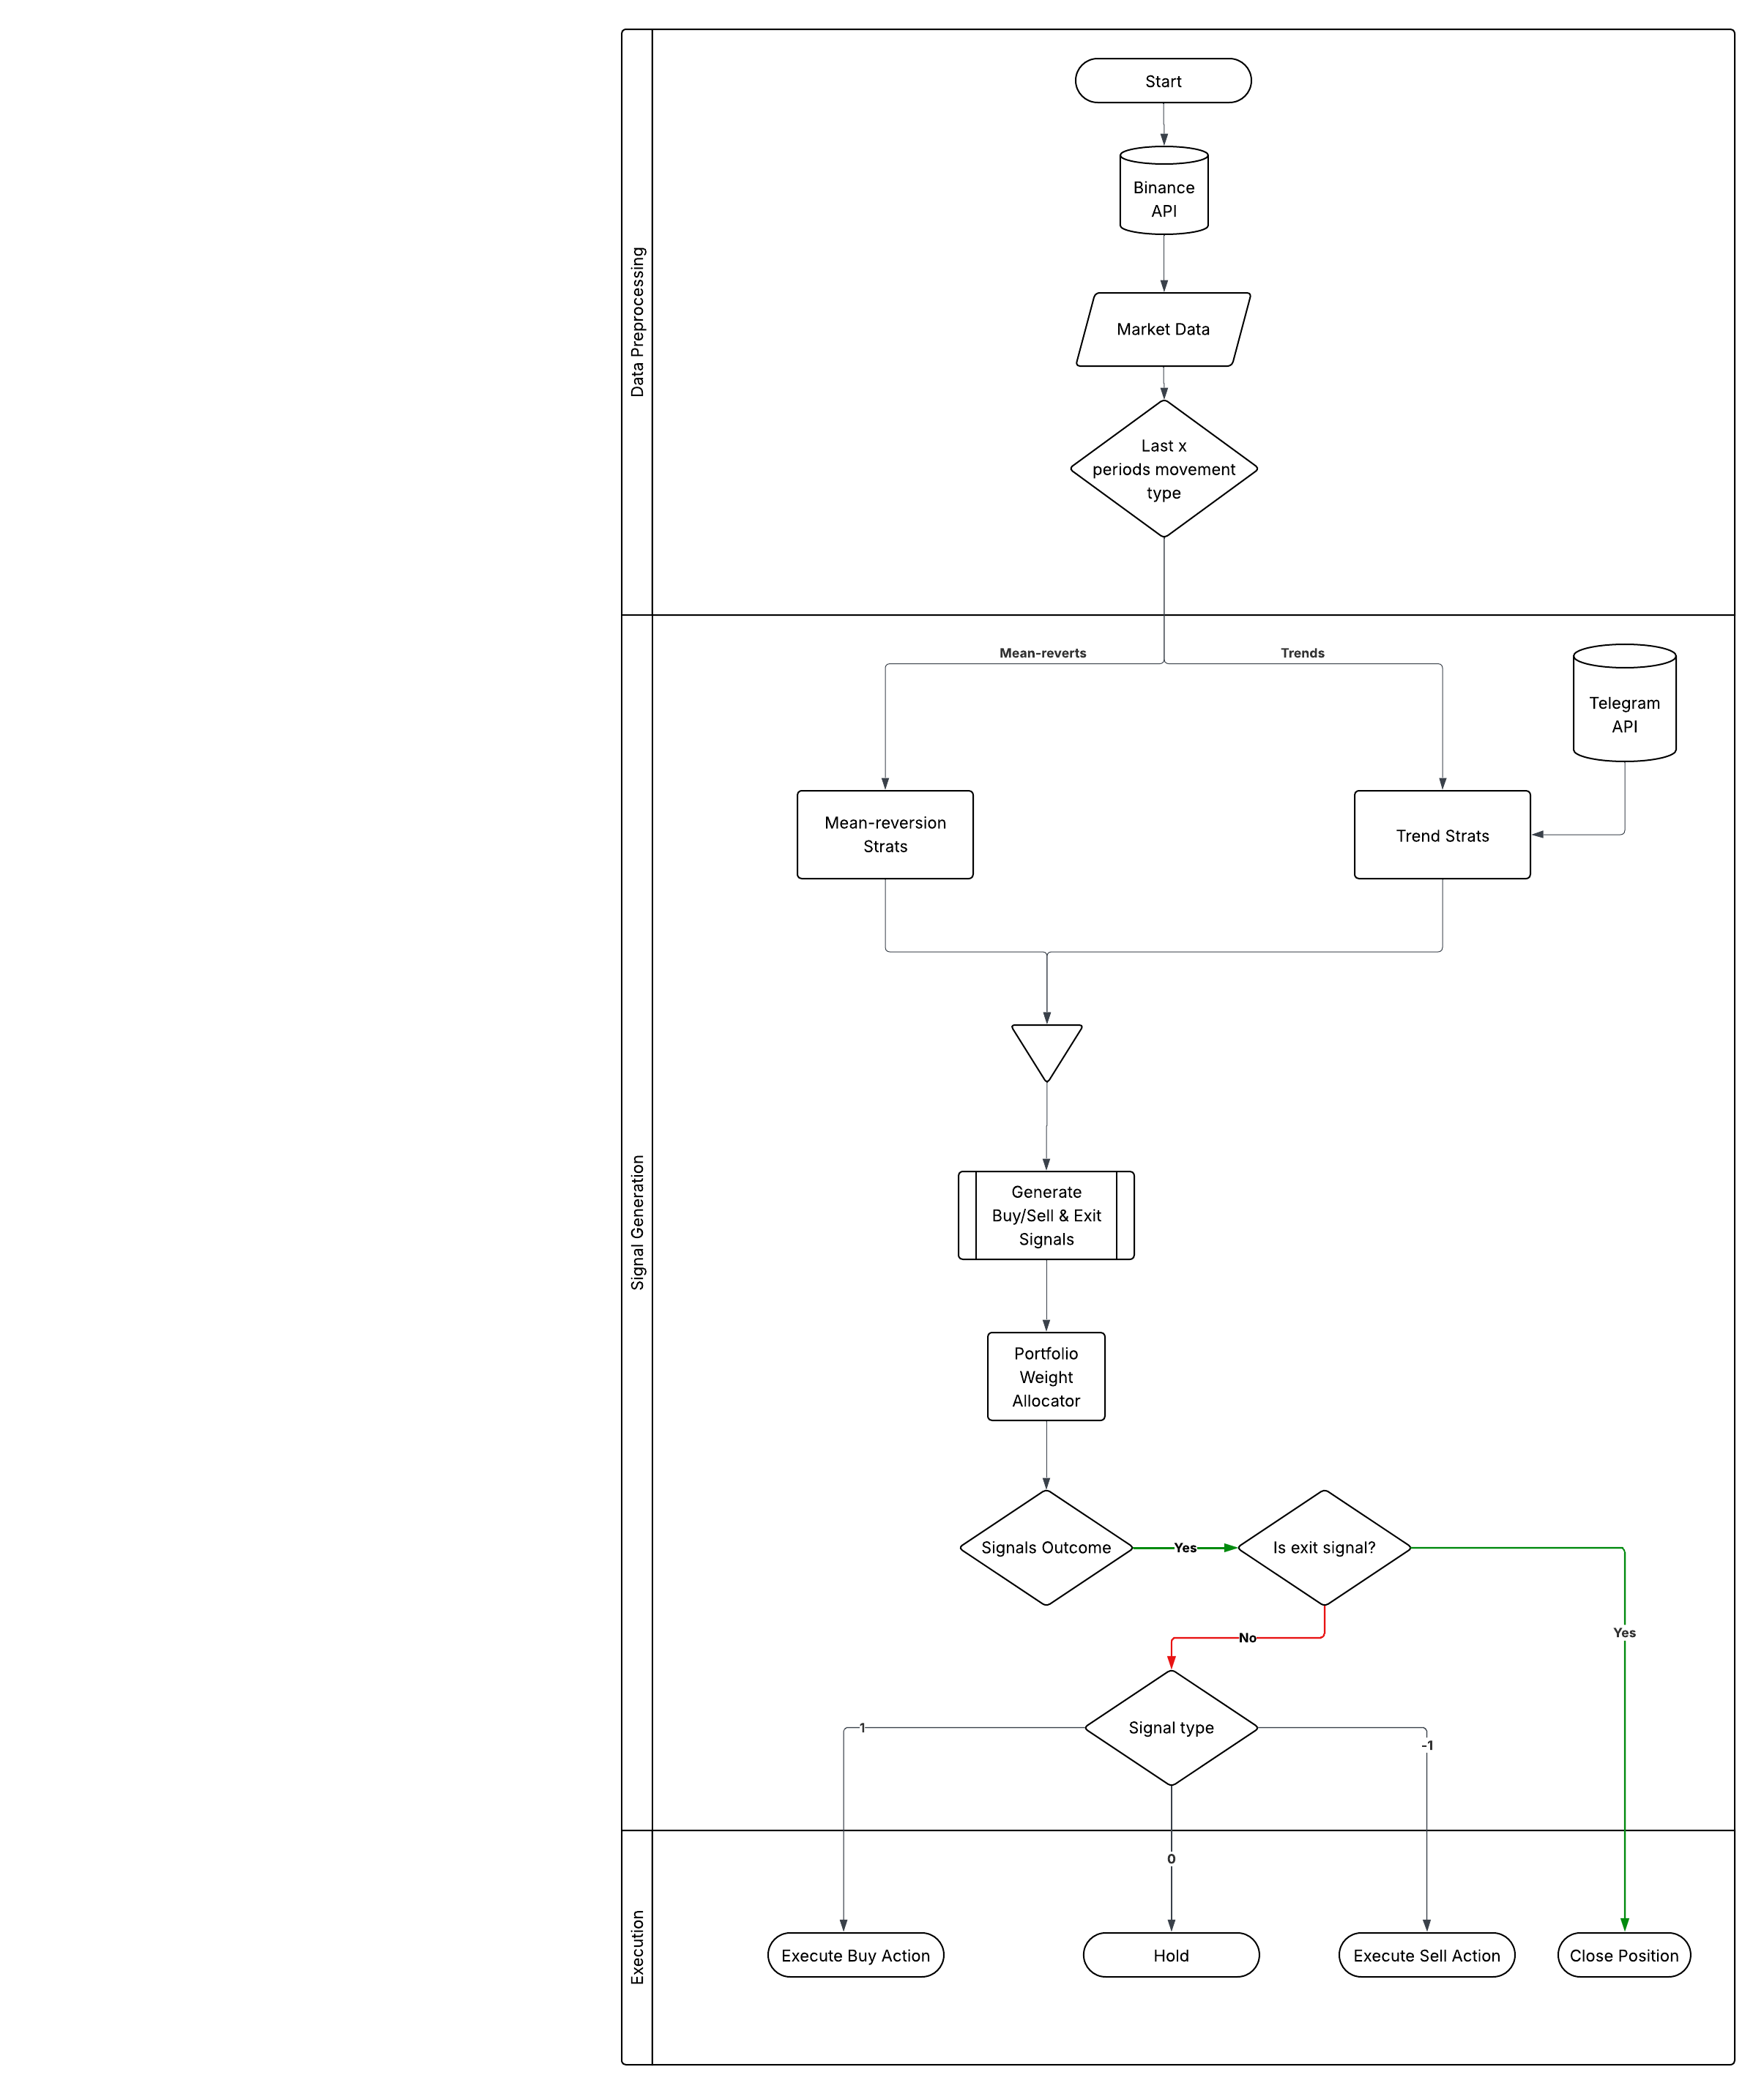 Data Preprocessing
Start
Binance
API
Market Data
Last x
periods movement
type
Signal Generation
Mean-reverts
Trends
Telegram
API
Mean-reversion
Strats
Trend Strats
Generate
Buy/Sell & Exit
Signals
Portfolio
Weight
Allocator
Signals Outcome
Yes
Is exit signal?
Yes
No
Signal type
1
-1
0
Execution
Execute Buy Action
Hold
Execute Sell Action
Close Position